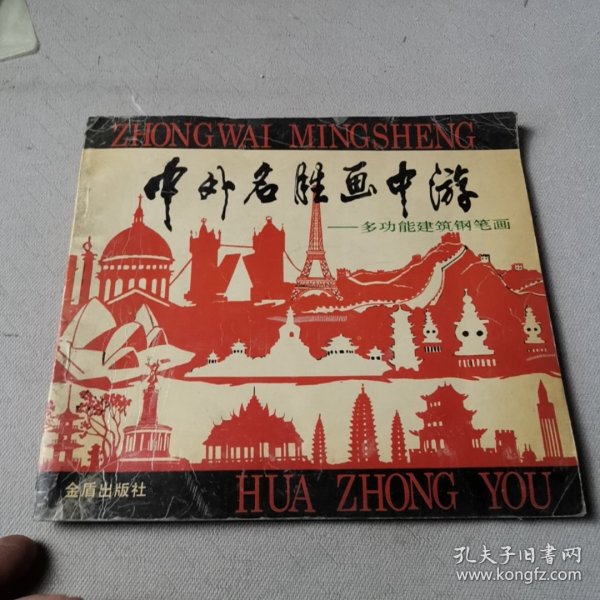 ZHONGWAI MINGSHENG
中外名胜画中游
——多功能建筑钢笔画
金盾出版社
HUA ZHONG YOU
孔夫子旧书网
www.kongfz.com